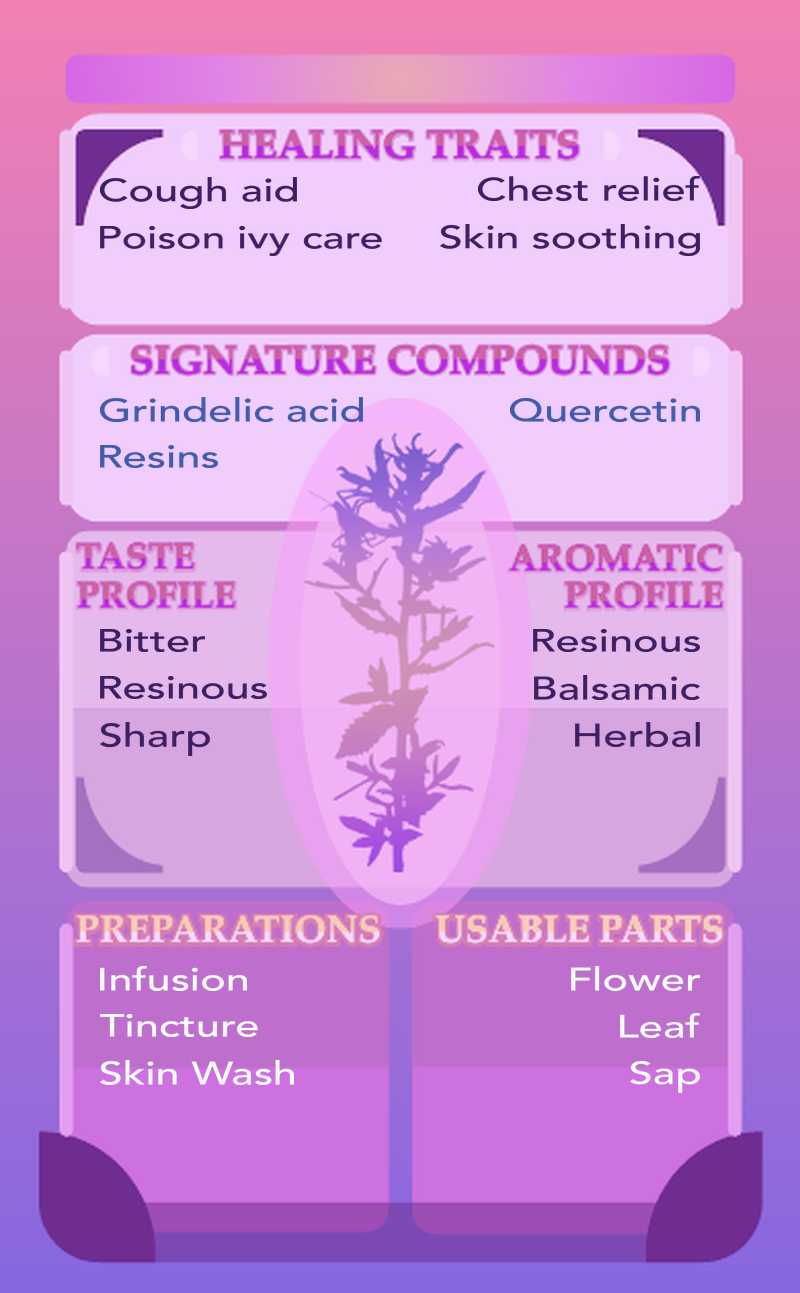 HEALING TRAITS
Cough aid
Chest relief
Poison ivy care
Skin soothing
SIGNATURE COMPOUNDS
Grindelic acid
Quercetin
Resins
TASTE
PROFILE
Bitter
Resinous
Sharp
AROMATIC
PROFILE
Resinous
Balsamic
Herbal
PREPARATIONS
Infusion
Tincture
Skin Wash
USABLE PARTS
Flower
Leaf
Sap